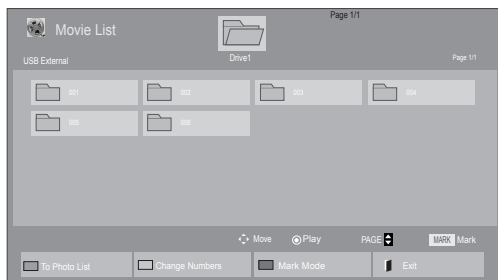 Page 1/1
Movie List
USB External
Drive1
Page 1/1
001 002 003 004
005 006
Move Play PAGE MARK Mark
To Photo List Change Numbers Mark Mode Exit